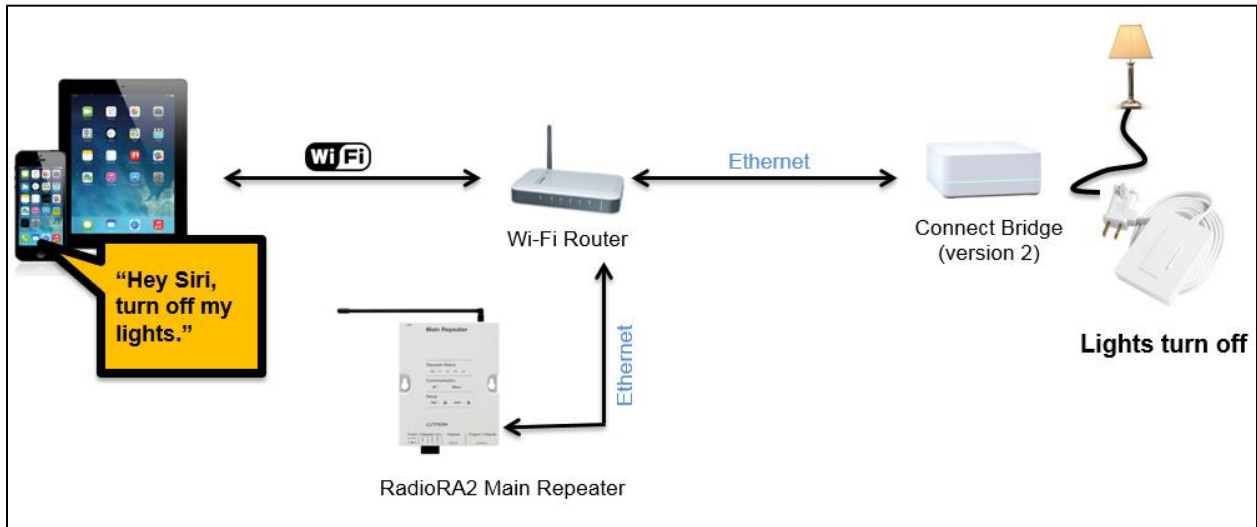 WiFi
Ethernet
Wi-Fi Router
Connect Bridge
(version 2)
“Hey Siri,
turn off my
lights.”
Ethernet
Lights turn off
Main Repeater
LUTRON
RadioRA2 Main Repeater